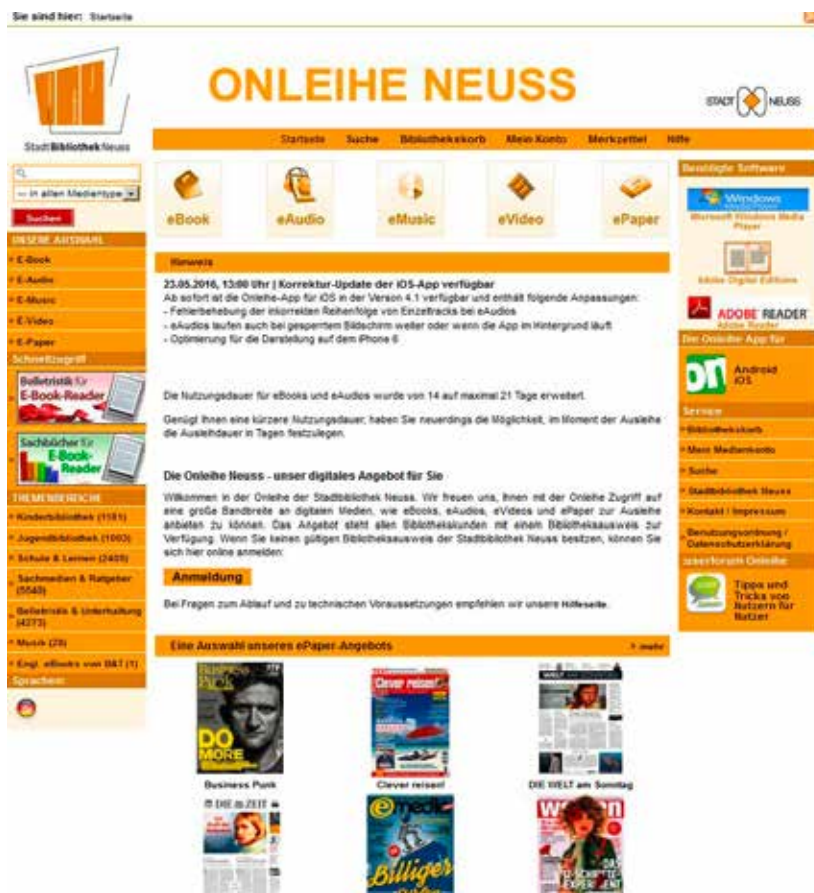 Sie sind hier: Startseite
ONLEIHE NEUSS
STADT NEUSS
StadtBibliothek Neuss
Startseite Suche Bibliothekskorb Mein Konto Merkzettel Hilfe
-- in allen Medientype
Suchen
UNSERE AUSWAHL
E-Book
E-Audio
E-Music
E-Video
E-Paper
Schnellzugriff
Belletristik für
E-Book-Reader
Sachbücher für
E-Book-
Reader
THEMENBEREICHE
Kinderbibliothek (1181)
Jugendbibliothek (1003)
Schule & Lernen (2409)
Sachmedien & Ratgeber
(5540)
Belletristik & Unterhaltung
(4273)
Musik (28)
Engl. eBooks von B&T (1)
Sprachen:
eBook
eAudio
eMusic
eVideo
ePaper
Hinweis
23.05.2016, 13:00 Uhr | Korrektur-Update der iOS-App verfügbar
Ab sofort ist die Onleihe-App für iOS in der Verson 4.1 verfügbar und enthält folgende Anpassungen:
- Fehlerbehebung der inkorrekten Reihenfolge von Einzeltracks bei eAudios
- eAudios laufen auch bei gesperrtem Bildschirm weiter oder wenn die App im Hintergrund läuft
- Optimierung für die Darstellung auf dem iPhone 6
Die Nutzungsdauer für eBooks und eAudios wurde von 14 auf maximal 21 Tage erweitert.
Genügt Ihnen eine kürzere Nutzungsdauer, haben Sie neuerdings die Möglichkeit, im Moment der Ausleihe
die Ausleihdauer in Tagen festzulegen.
Die Onleihe Neuss - unser digitales Angebot für Sie
Willkommen in der Onleihe der Stadtbibliothek Neuss. Wir freuen uns, Ihnen mit der Onleihe Zugriff auf
eine große Bandbreite an digitalen Medien, wie eBooks, eAudios, eVideos und ePaper zur Ausleihe
anbieten zu können. Das Angebot steht allen Bibliothekskunden mit einem Bibliotheksausweis zur
Verfügung. Wenn Sie keinen gültigen Bibliotheksausweis der Stadtbibliothek Neuss besitzen, können Sie
sich hier online anmelden:
Anmeldung
Bei Fragen zum Ablauf und zu technischen Voraussetzungen empfehlen wir unsere Hilfeseite.
Eine Auswahl unseres ePaper-Angebots
> mehr
Business Punk
DO
MORE
Business Punk
Clever reisen!
Clever reisen!
WELT AM SONNTAG
DIE WELT am Sonntag
DIE ZEIT
Billiger
Benötigte Software
Windows
Microsoft Windows Media
Player
Adobe Digital Editions
ADOBE READER
Adobe Reader
Die Onleihe App für
on
Android
iOS
Service
Bibliothekskorb
Mein Medienkonto
Suche
Stadtbibliothek Neuss
Kontakt / Impressum
Benutzungsordnung /
Datenschutzerklärung
Userforum Onleihe
Tipps und
Tricks von
Nutzern für
Nutzer